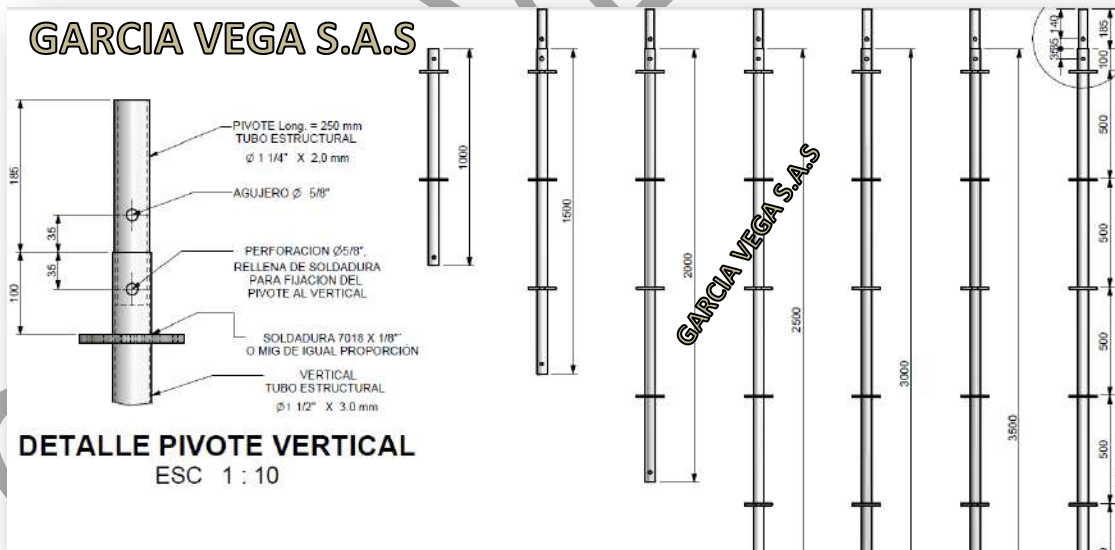 GARCIA VEGA S.A.S
PIVOTE Long. = 250 mm
TUBO ESTRUCTURAL
Ø 1 1/4" X 2,0 mm
AGUJERO Ø 5/8"
PERFORACION Ø5/8",
RELLENA DE SOLDADURA
PARA FIJACION DEL
PIVOTE AL VERTICAL
SOLDADURA 7018 X 1/8"
O MIG DE IGUAL PROPORCIÓN
VERTICAL
TUBO ESTRUCTURAL
Ø1 1/2" X 3.0 mm
185
35
35
100
DETALLE PIVOTE VERTICAL
ESC 1 : 10
1000
1500
2000
GARCIA VEGA S.A.S
2500
3000
3500
140
35
35
185
100
500
500
500
500